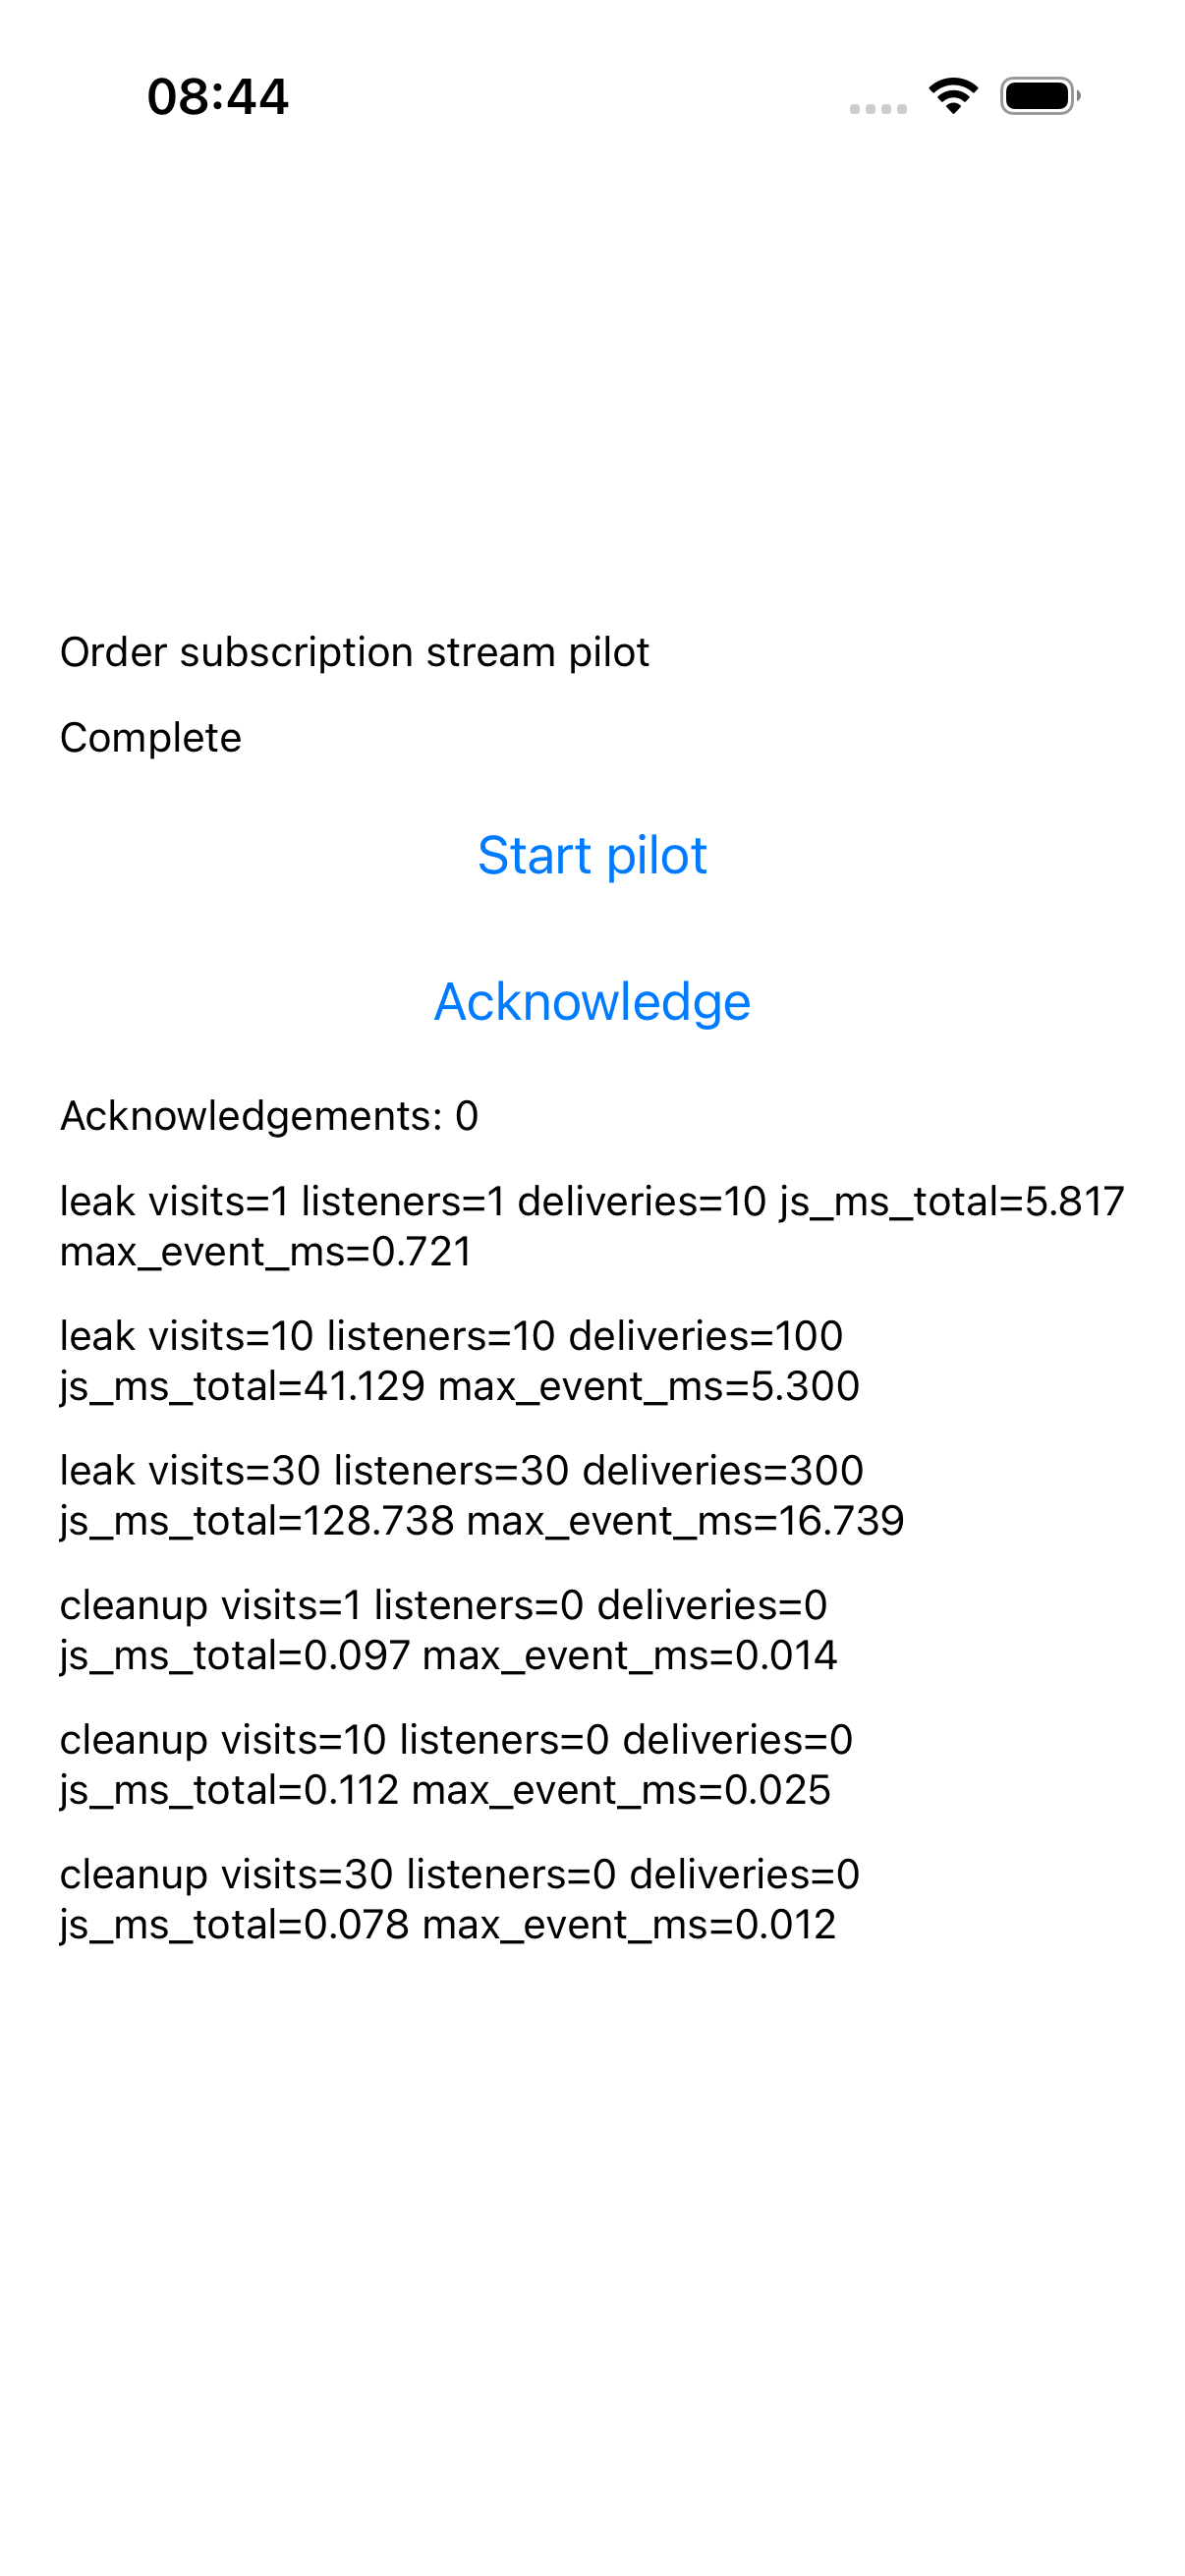 08:44
Order subscription stream pilot
Complete
Start pilot
Acknowledge
Acknowledgements: 0
leak visits=1 listeners=1 deliveries=10 js_ms_total=5.817
max_event_ms=0.721
leak visits=10 listeners=10 deliveries=100
js_ms_total=41.129 max_event_ms=5.300
leak visits=30 listeners=30 deliveries=300
js_ms_total=128.738 max_event_ms=16.739
cleanup visits=1 listeners=0 deliveries=0
js_ms_total=0.097 max_event_ms=0.014
cleanup visits=10 listeners=0 deliveries=0
js_ms_total=0.112 max_event_ms=0.025
cleanup visits=30 listeners=0 deliveries=0
js_ms_total=0.078 max_event_ms=0.012